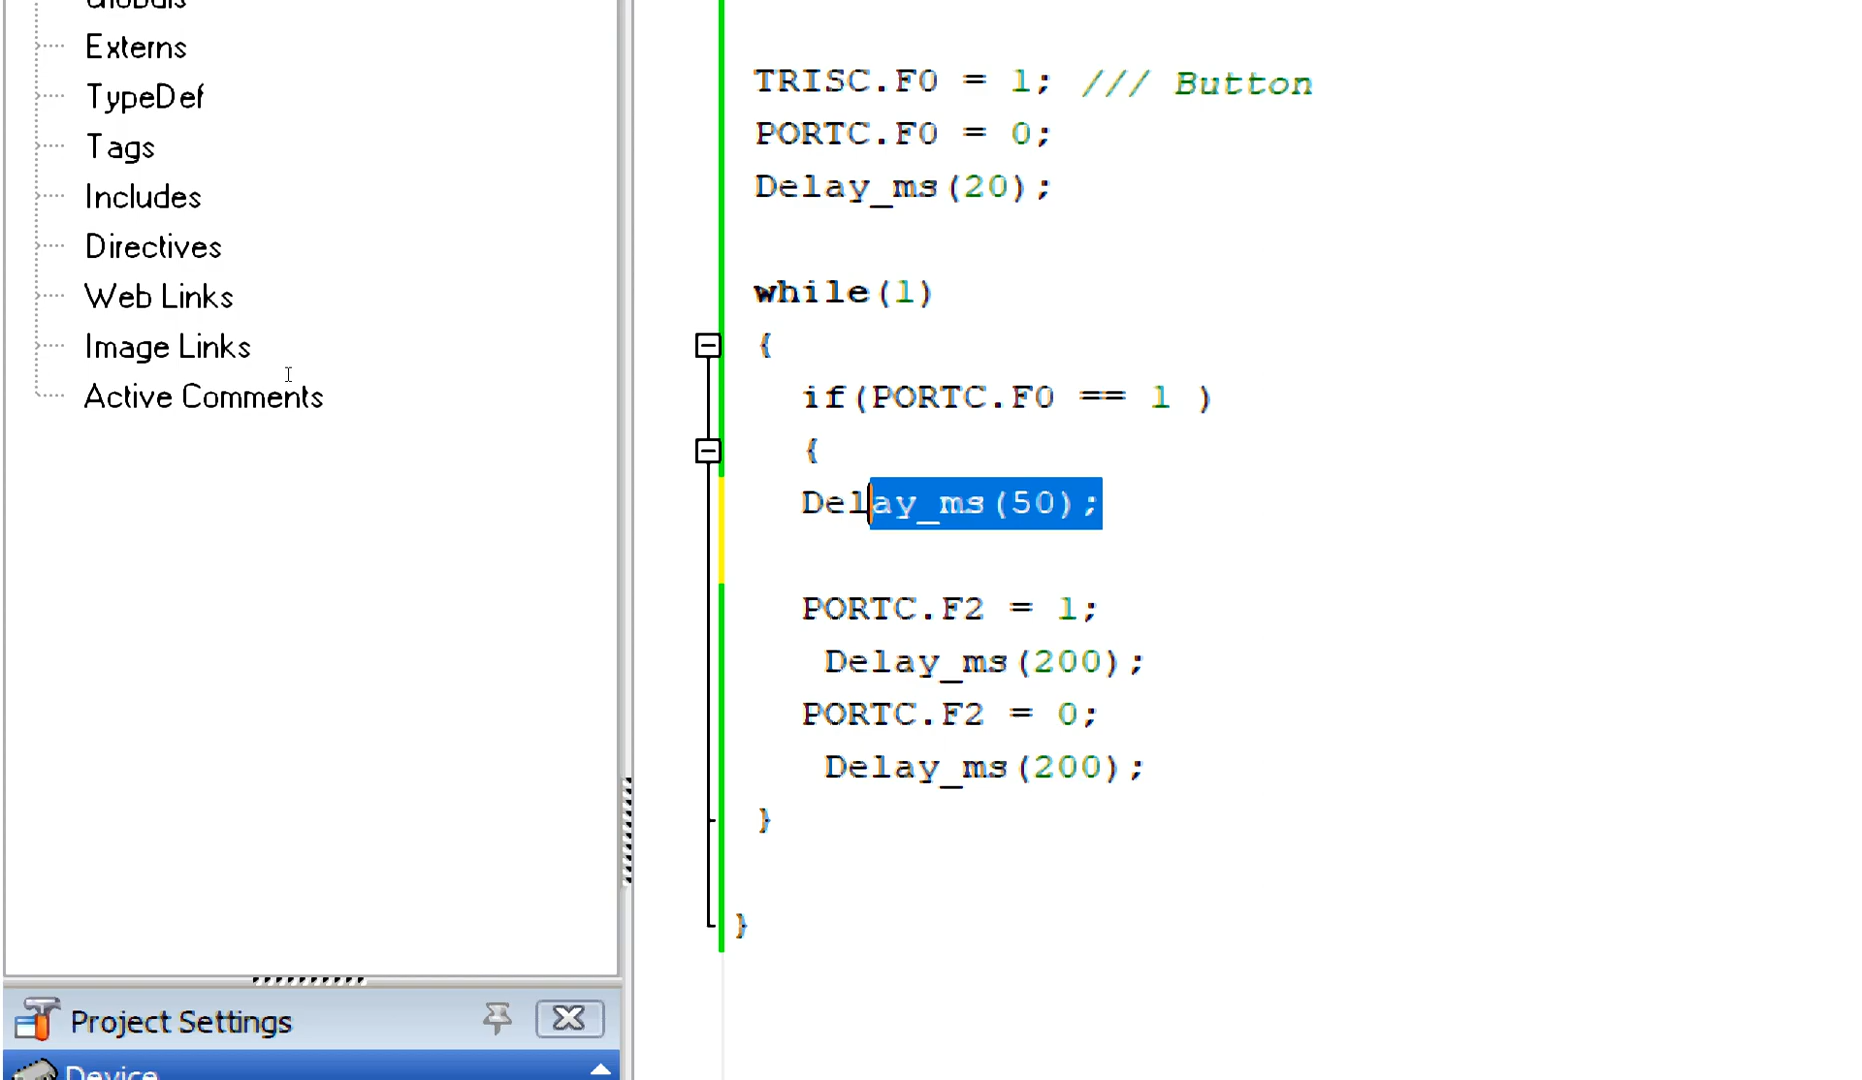 Globals
Externs
TypeDef
Tags
Includes
Directives
Web Links
Image Links
Active Comments
Project Settings
Device
TRISC.F0 = 1; /// Button
PORTC.F0 = 0;
Delay_ms(20);
while(1)
{
if(PORTC.F0 == 1 )
{
Delay_ms(50);
PORTC.F2 = 1;
Delay_ms(200);
PORTC.F2 = 0;
Delay_ms(200);
}
}